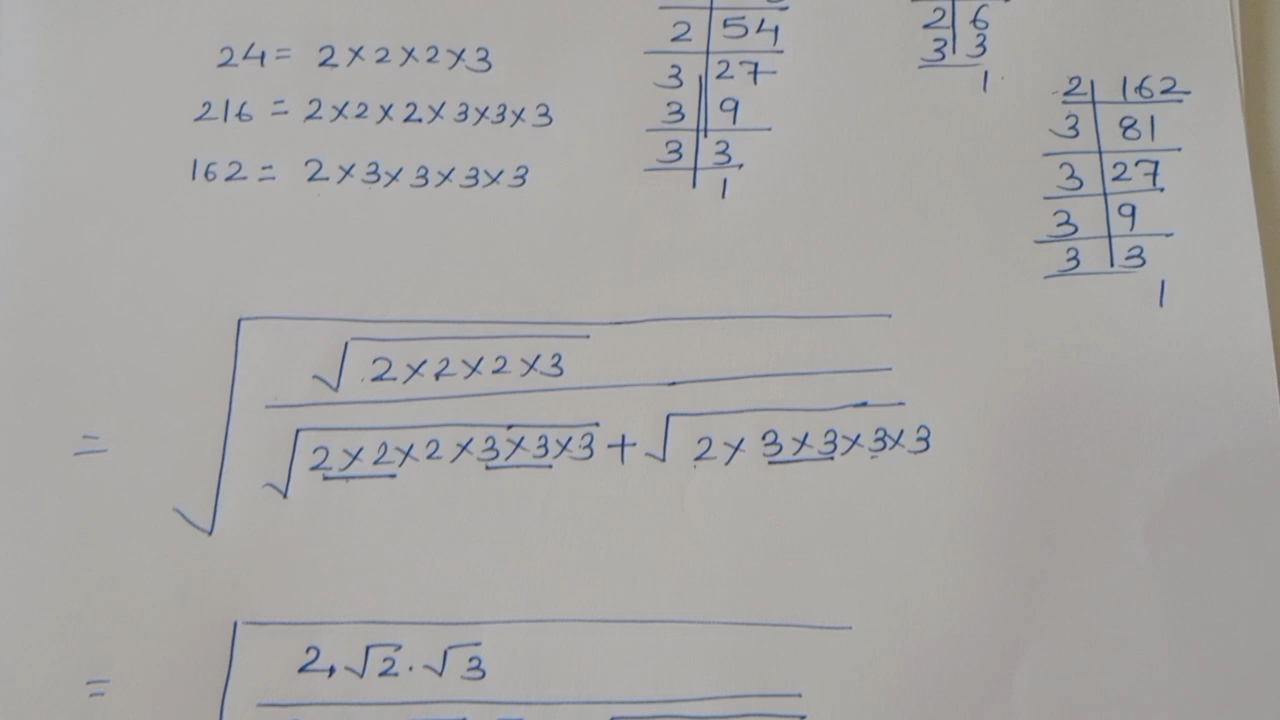 24 = 2×2×2×3
216 = 2×2×2×3×3×3
162 = 2×3×3×3×3
2 | 54
3 | 27
3 | 9
3 | 3
1
2 | 6
3 | 3
1
2 | 162
3 | 81
3 | 27
3 | 9
3 | 3
1
= √(√(2×2×2×3) / (√(2×2×2×3×3×3) + √(2×3×3×3×3)))
= √(2.√2.√3